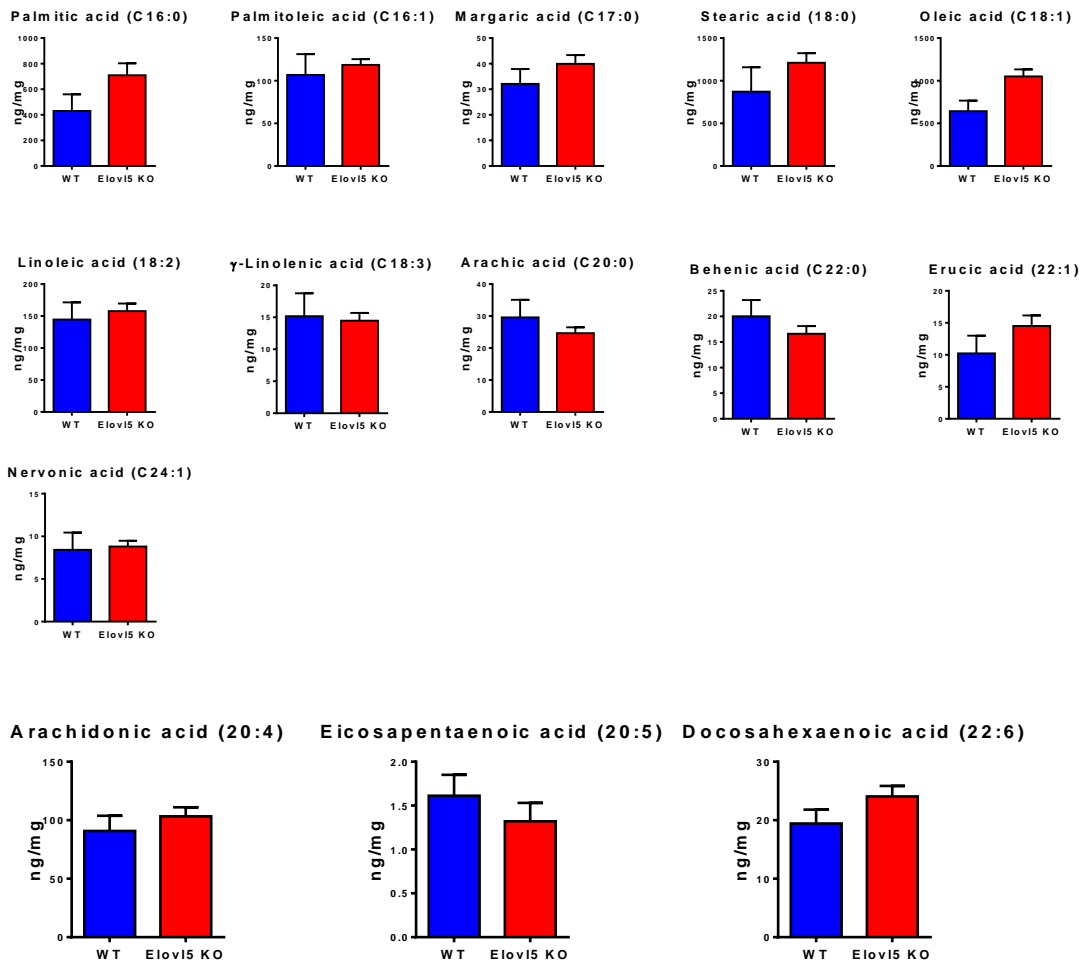 Palmitic acid (C16:0)
1000
800
600
400
200
0
ng/mg
WT Elovl5 KO
Palmitoleic acid (C16:1)
150
100
50
0
ng/mg
WT Elovl5 KO
Margaric acid (C17:0)
50
40
30
20
10
0
ng/mg
WT Elovl5 KO
Stearic acid (18:0)
1500
1000
500
0
ng/mg
WT Elovl5 KO
Oleic acid (C18:1)
1500
1000
500
0
ng/mg
WT Elovl5 KO
Linoleic acid (18:2)
200
150
100
50
0
ng/mg
WT Elovl5 KO
γ-Linolenic acid (C18:3)
20
15
10
5
0
ng/mg
WT Elovl5 KO
Arachic acid (C20:0)
40
30
20
10
0
ng/mg
WT Elovl5 KO
Behenic acid (C22:0)
25
20
15
10
5
0
ng/mg
WT Elovl5 KO
Erucic acid (22:1)
20
15
10
5
0
ng/mg
WT Elovl5 KO
Nervonic acid (C24:1)
15
10
5
0
ng/mg
WT Elovl5 KO
Arachidonic acid (20:4)
150
100
50
0
ng/mg
WT Elovl5 KO
Eicosapentaenoic acid (20:5)
2.0
1.5
1.0
0.5
0.0
ng/mg
WT Elovl5 KO
Docosahexaenoic acid (22:6)
30
20
10
0
ng/mg
WT Elovl5 KO